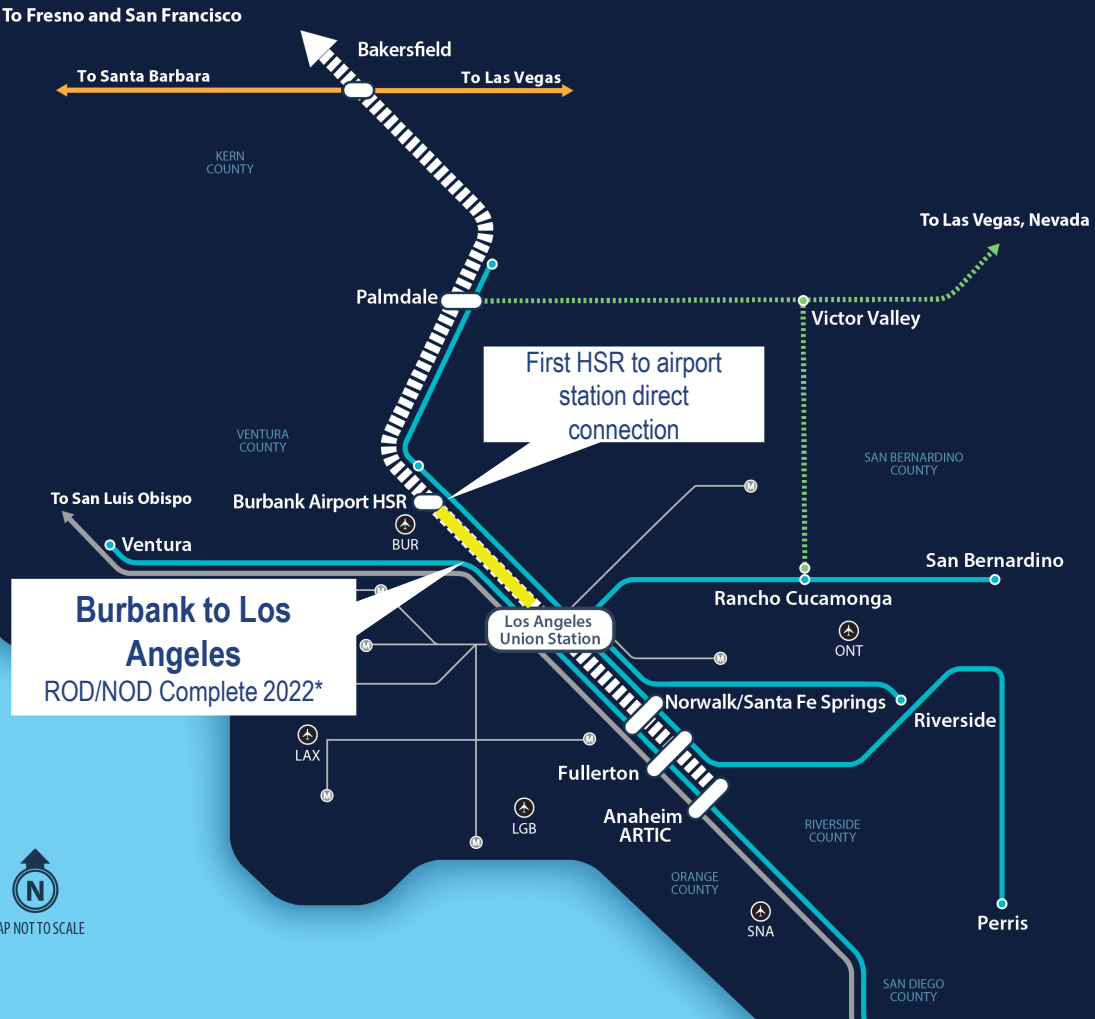 To Fresno and San Francisco
Bakersfield
To Santa Barbara
To Las Vegas
KERN
COUNTY
To Las Vegas, Nevada
Palmdale
Victor Valley
First HSR to airport
station direct
connection
VENTURA
COUNTY
SAN BERNARDINO
COUNTY
To San Luis Obispo
Burbank Airport HSR
M
BUR
Ventura
San Bernardino
Rancho Cucamonga
M
Burbank to Los
Angeles
ROD/NOD Complete 2022*
Los Angeles
Union Station
ONT
M
M
Norwalk/Santa Fe Springs
Riverside
LAX
M
Fullerton
M
LGB
Anaheim
ARTIC
M
RIVERSIDE
COUNTY
ORANGE
COUNTY
N
AP NOT TO SCALE
SNA
Perris
SAN DIEGO
COUNTY